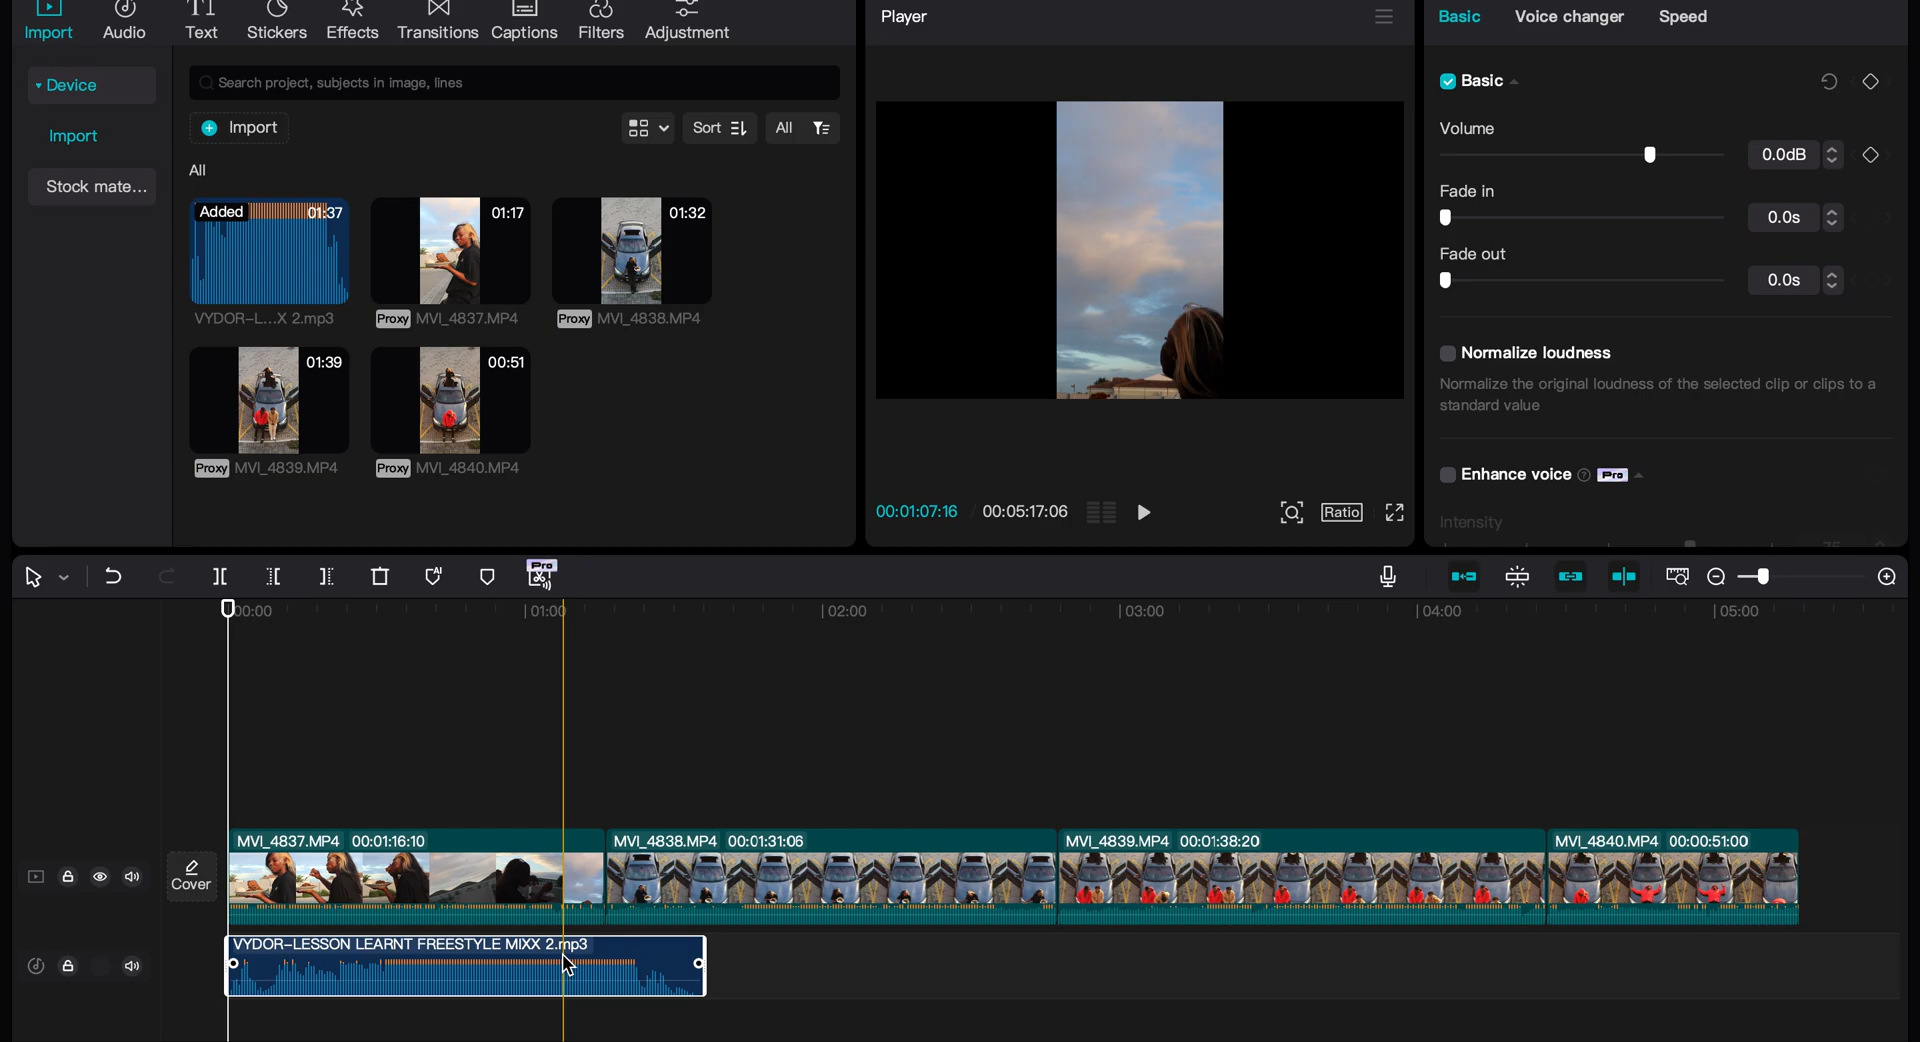 Import Audio Text Stickers Effects Transitions Captions Filters Adjustment
Player
Basic Voice changer Speed
Device
Import
Stock mate...
Search project, subjects in image, lines
Import
Sort
All
All
Added 01:37
01:17
01:32
VYDOR-L...X 2.mp3
Proxy MVI_4837.MP4
Proxy MVI_4838.MP4
01:39
00:51
Proxy MVI_4839.MP4
Proxy MVI_4840.MP4
00:01:07:16 / 00:05:17:06
Ratio
Basic
Volume
0.0dB
Fade in
0.0s
Fade out
0.0s
Normalize loudness
Normalize the original loudness of the selected clip or clips to a
standard value
Enhance voice Pro
Intensity
75
AI
Pro
00:00 01:00 02:00 03:00 04:00 05:00
Cover
MVI_4837.MP4 00:01:16:10
MVI_4838.MP4 00:01:31:06
MVI_4839.MP4 00:01:38:20
MVI_4840.MP4 00:00:51:00
VYDOR-LESSON LEARNT FREESTYLE MIXX 2.mp3